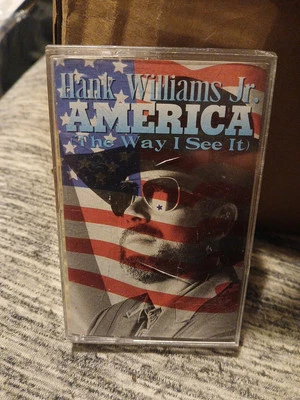 Hank Williams Jr.
AMERICA
(The Way I See It)